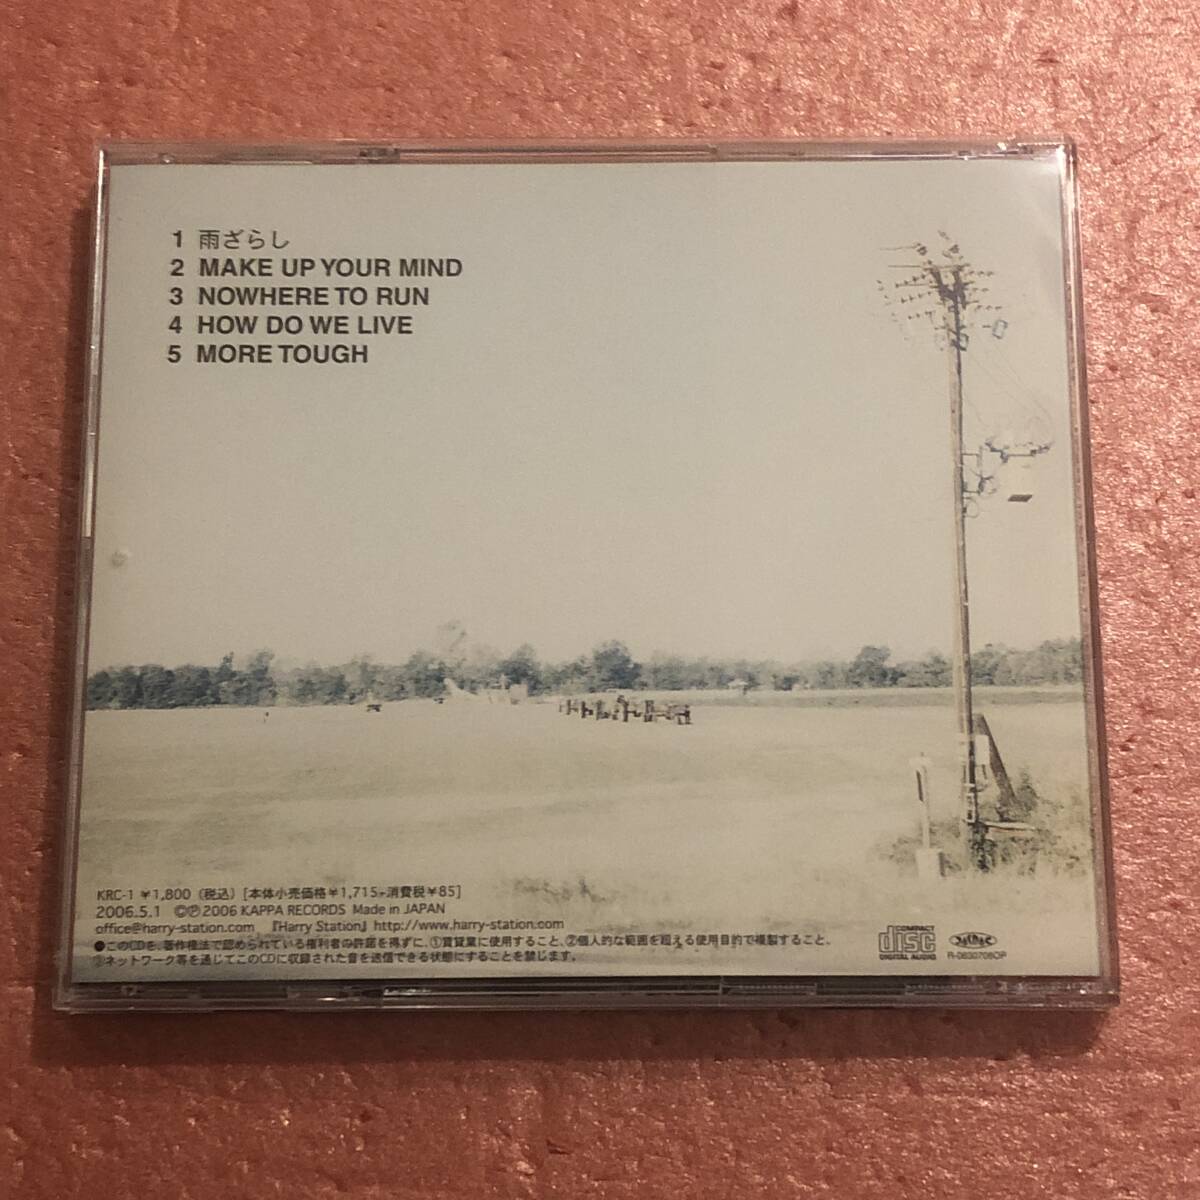 1 雨ざらし
2 MAKE UP YOUR MIND
3 NOWHERE TO RUN
4 HOW DO WE LIVE
5 MORE TOUGH
KRC-1 ¥1,800 (税込) [本体小売価格¥1,715+消費税¥85]
2006.5.1 ©℗2006 KAPPA RECORDS Made in JAPAN
office@harry-station.com 『Harry Station』 http://www.harry-station.com
●このCDを、著作権法で認められている権利者の許諾を得ずに、①賃貸業に使用すること、②個人的な範囲を超える使用目的で複製すること、
③ネットワーク等を通じてこのCDに収録された音を送信できる状態にすることを禁じます。
COMPACT
disc
DIGITAL AUDIO
R-0630706OP